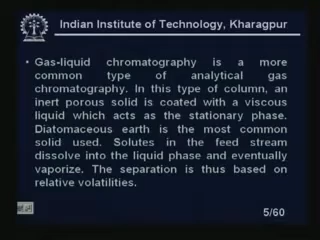 Indian Institute of Technology, Kharagpur
• Gas-liquid chromatography is a more
common type of analytical gas
chromatography. In this type of column, an
inert porous solid is coated with a viscous
liquid which acts as the stationary phase.
Diatomaceous earth is the most common
solid used. Solutes in the feed stream
dissolve into the liquid phase and eventually
vaporize. The separation is thus based on
relative volatilities.
5/60